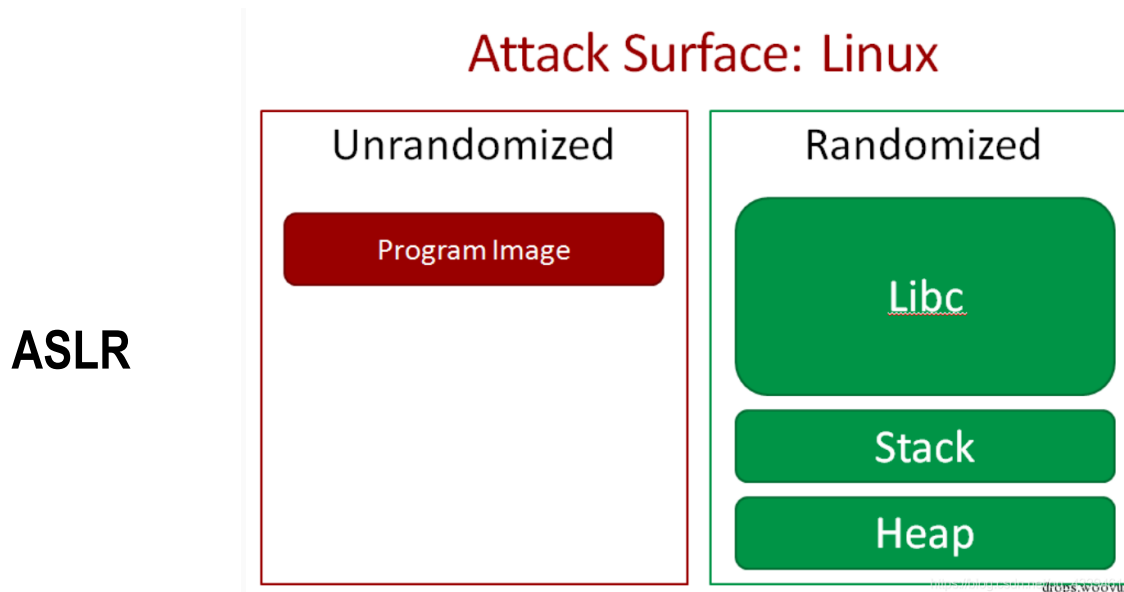 Attack Surface: Linux
Unrandomized
Program Image
ASLR
Randomized
Libc
Stack
Heap